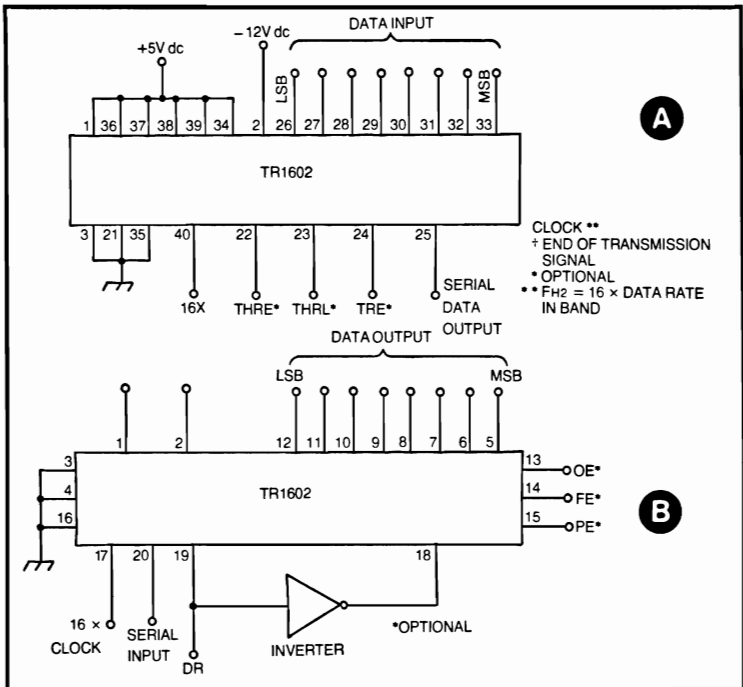 DATA INPUT
+5V dc
-12V dc
LSB
MSB
1 36 37 38 39 34 2 26 27 28 29 30 31 32 33
A
TR1602
3 21 35 40 22 23 24 25
16X THRE* THRL* TRE*
SERIAL
DATA
OUTPUT
CLOCK **
† END OF TRANSMISSION
SIGNAL
* OPTIONAL
** FH2 = 16 × DATA RATE
IN BAND
DATA OUTPUT
LSB MSB
1 2 12 11 10 9 8 7 6 5
3
4
16
TR1602
13 OE*
14 FE*
15 PE*
B
17 20 19 18
16 ×
CLOCK
SERIAL
INPUT
DR
INVERTER
*OPTIONAL